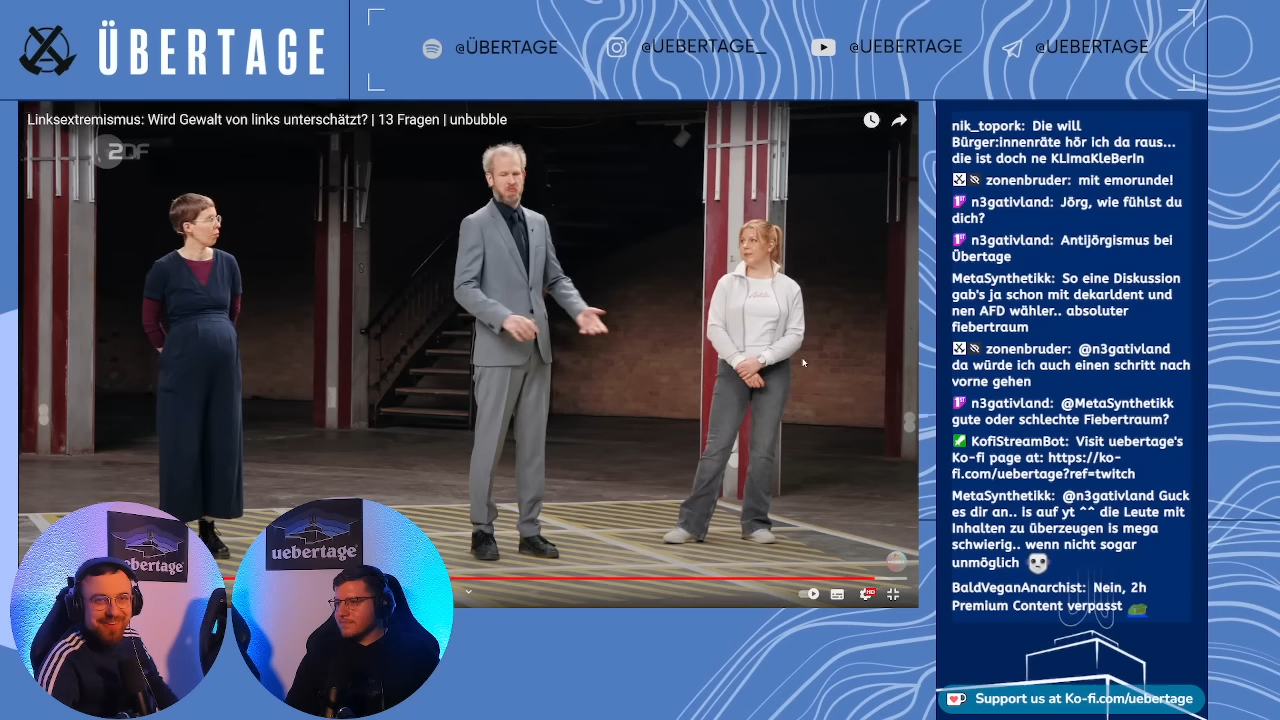 ÜBERTAGE
@ÜBERTAGE
@UEBERTAGE_
@UEBERTAGE
@UEBERTAGE
Linksextremismus: Wird Gewalt von links unterschätzt? | 13 Fragen | unbubble
ZDF
nik_topork: Die will
Bürger:innenräte hör ich da raus...
die ist doch ne KLImaKleBerIn
zonenbruder: mit emorunde!
n3gativland: Jörg, wie fühlst du
dich?
n3gativland: Antijörgismus bei
Übertage
MetaSynthetikk: So eine Diskussion
gab's ja schon mit dekarldent und
nen AFD wähler.. absoluter
fiebertraum
zonenbruder: @n3gativland
da würde ich auch einen schritt nach
vorne gehen
n3gativland: @MetaSynthetikk
gute oder schlechte Fiebertraum?
KofiStreamBot: Visit uebertage's
Ko-fi page at: https://ko-
fi.com/uebertage?ref=twitch
MetaSynthetikk: @n3gativland Guck
es dir an.. is auf yt ^^ die Leute mit
Inhalten zu überzeugen is mega
schwierig.. wenn nicht sogar
unmöglich
BaldVeganAnarchist: Nein, 2h
Premium Content verpasst
uebertage
uebertage
HD
Support us at Ko-fi.com/uebertage